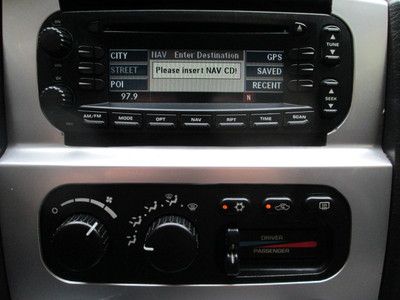 NAV Enter Destination
CITY
GPS
TUNE
STREET
Please insert NAV CD!
SAVED
POI
RECENT
97.9
N
SEEK
AM/FM
MODE
OPT
NAV
RPT
TIME
SCAN
DRIVER
PASSENGER